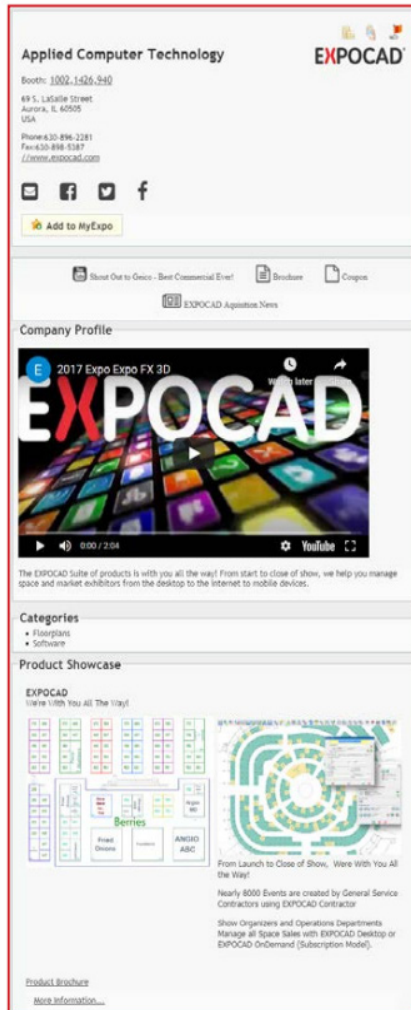 Applied Computer Technology
EXPOCAD
Booth: 1002,1426,940
69 S. LaSalle Street
Aurora, IL 60505
USA
Phone:630-896-2281
Fax:630-898-5387
//www.expocad.com
Add to MyExpo
Shout Out to Geico - Best Commercial Ever!
Brochure
Coupon
EXPOCAD Aquistion News
Company Profile
E
2017 Expo Expo FX 3D
Watch later
EXPOCAD
0:00 / 2:04
YouTube
The EXPOCAD Suite of products is with you all the way! From start to close of show, we help you manage
space and market exhibitors from the desktop to the internet to mobile devices.
Categories
• Floorplans
• Software
Product Showcase
EXPOCAD
We're With You All The Way!
Berries
Fried
Onions
ANGIO
ABC
From Launch to Close of Show, Were With You All
the Way!
Nearly 8000 Events are created by General Service
Contractors using EXPOCAD Contractor
Show Organizers and Operations Departments
Manage all Space Sales with EXPOCAD Desktop or
EXPOCAD OnDemand (Subscription Model).
Product Brochure
More Information...